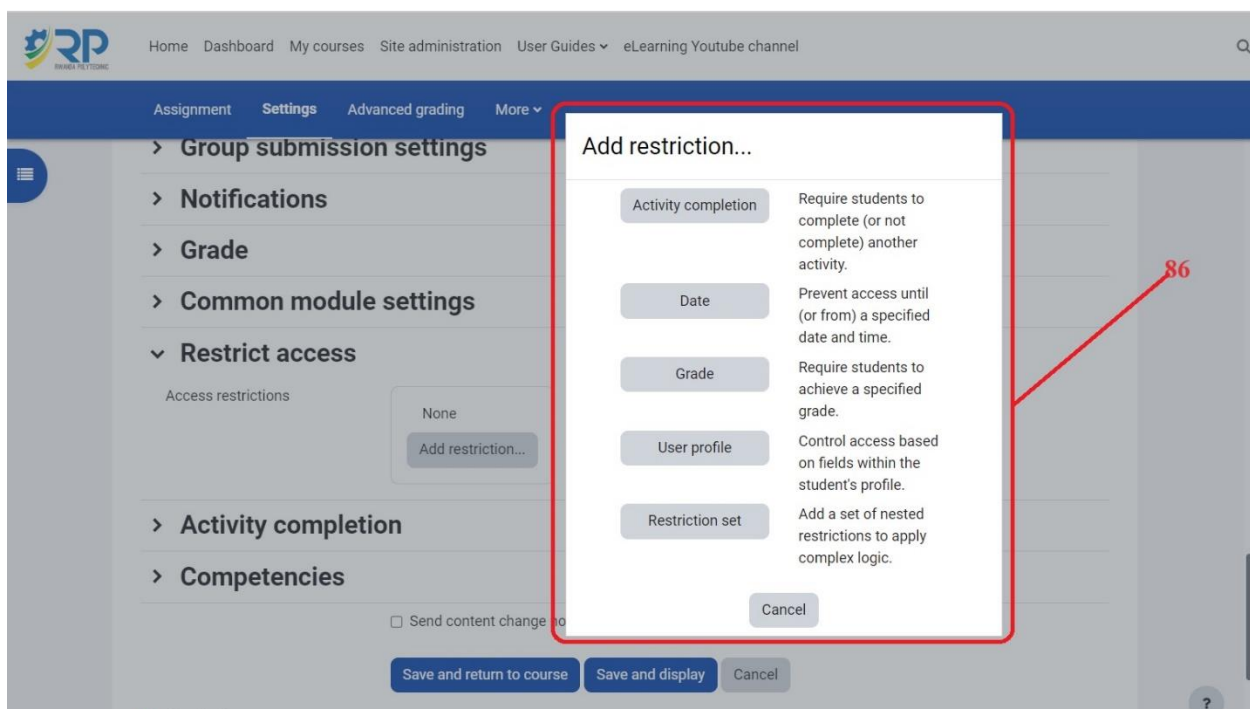 RP
RWANDA POLYTECHNIC
Home Dashboard My courses Site administration User Guides eLearning Youtube channel
Assignment Settings Advanced grading More
Group submission settings
Notifications
Grade
Common module settings
Restrict access
Access restrictions
None
Add restriction...
Activity completion
Competencies
Send content change no
Save and return to course Save and display Cancel
?
Add restriction...
Activity completion
Require students to
complete (or not
complete) another
activity.
Date
Prevent access until
(or from) a specified
date and time.
Grade
Require students to
achieve a specified
grade.
User profile
Control access based
on fields within the
student's profile.
Restriction set
Add a set of nested
restrictions to apply
complex logic.
Cancel
86